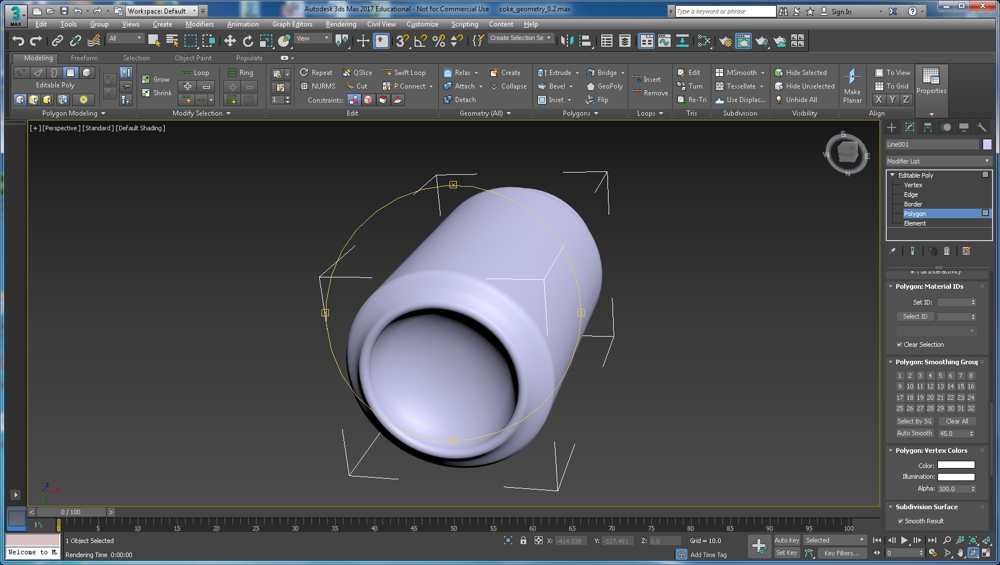 Workspace: Default
Autodesk 3ds Max 2017 Educational - Not for Commercial Use coke_geometry_0.2.max
Type a keyword or phrase
Sign In
3
MAX
Edit Tools Group Views Create Modifiers Animation Graph Editors Rendering Civil View Customize Scripting Content Help
All View Create Selection Se
Modeling Freeform Selection Object Paint Populate
Editable Poly
Polygon Modeling
Grow Loop Ring
Shrink
Modify Selection
Repeat QSlice Swift Loop
NURMS Cut P Connect
1 Constraints:
Edit
Relax Create
Attach Collapse
Detach
Geometry (All)
Extrude Bridge
Bevel GeoPoly
Inset Flip
Polygons
Insert
Remove
Loops
Edit
Turn
Re-Tri
Tris
MSmooth
Tessellate
Use Displac...
Subdivision
Hide Selected
Hide Unselected
Unhide All
Visibility
Make
Planar
To View
To Grid
X Y Z
Align
Properties
[+] [Perspective ] [Standard ] [Default Shading ]
S
W E
N
BOTTOM
Line001
Modifier List
Editable Poly
Vertex
Edge
Border
Polygon
Element
Full Interactivity
Polygon: Material IDs
Set ID:
Select ID
Clear Selection
Polygon: Smoothing Group
1 2 3 4 5 6 7 8
9 10 11 12 13 14 15 16
17 18 19 20 21 22 23 24
25 26 27 28 29 30 31 32
Select By SG Clear All
Auto Smooth 45.0
Polygon: Vertex Colors
Color:
Illumination:
Alpha: 100.0
Subdivision Surface
Smooth Result
z
x
y
< 0 / 100 >
0 5 10 15 20 25 30 35 40 45 50 55 60 65 70 75 80 85 90 95 100
1 Object Selected
X: -414.538 Y: -527.491 Z: 0.0 Grid = 10.0
Auto Key Selected
Welcome to M
Rendering Time 0:00:00
Add Time Tag
Set Key Key Filters...
0